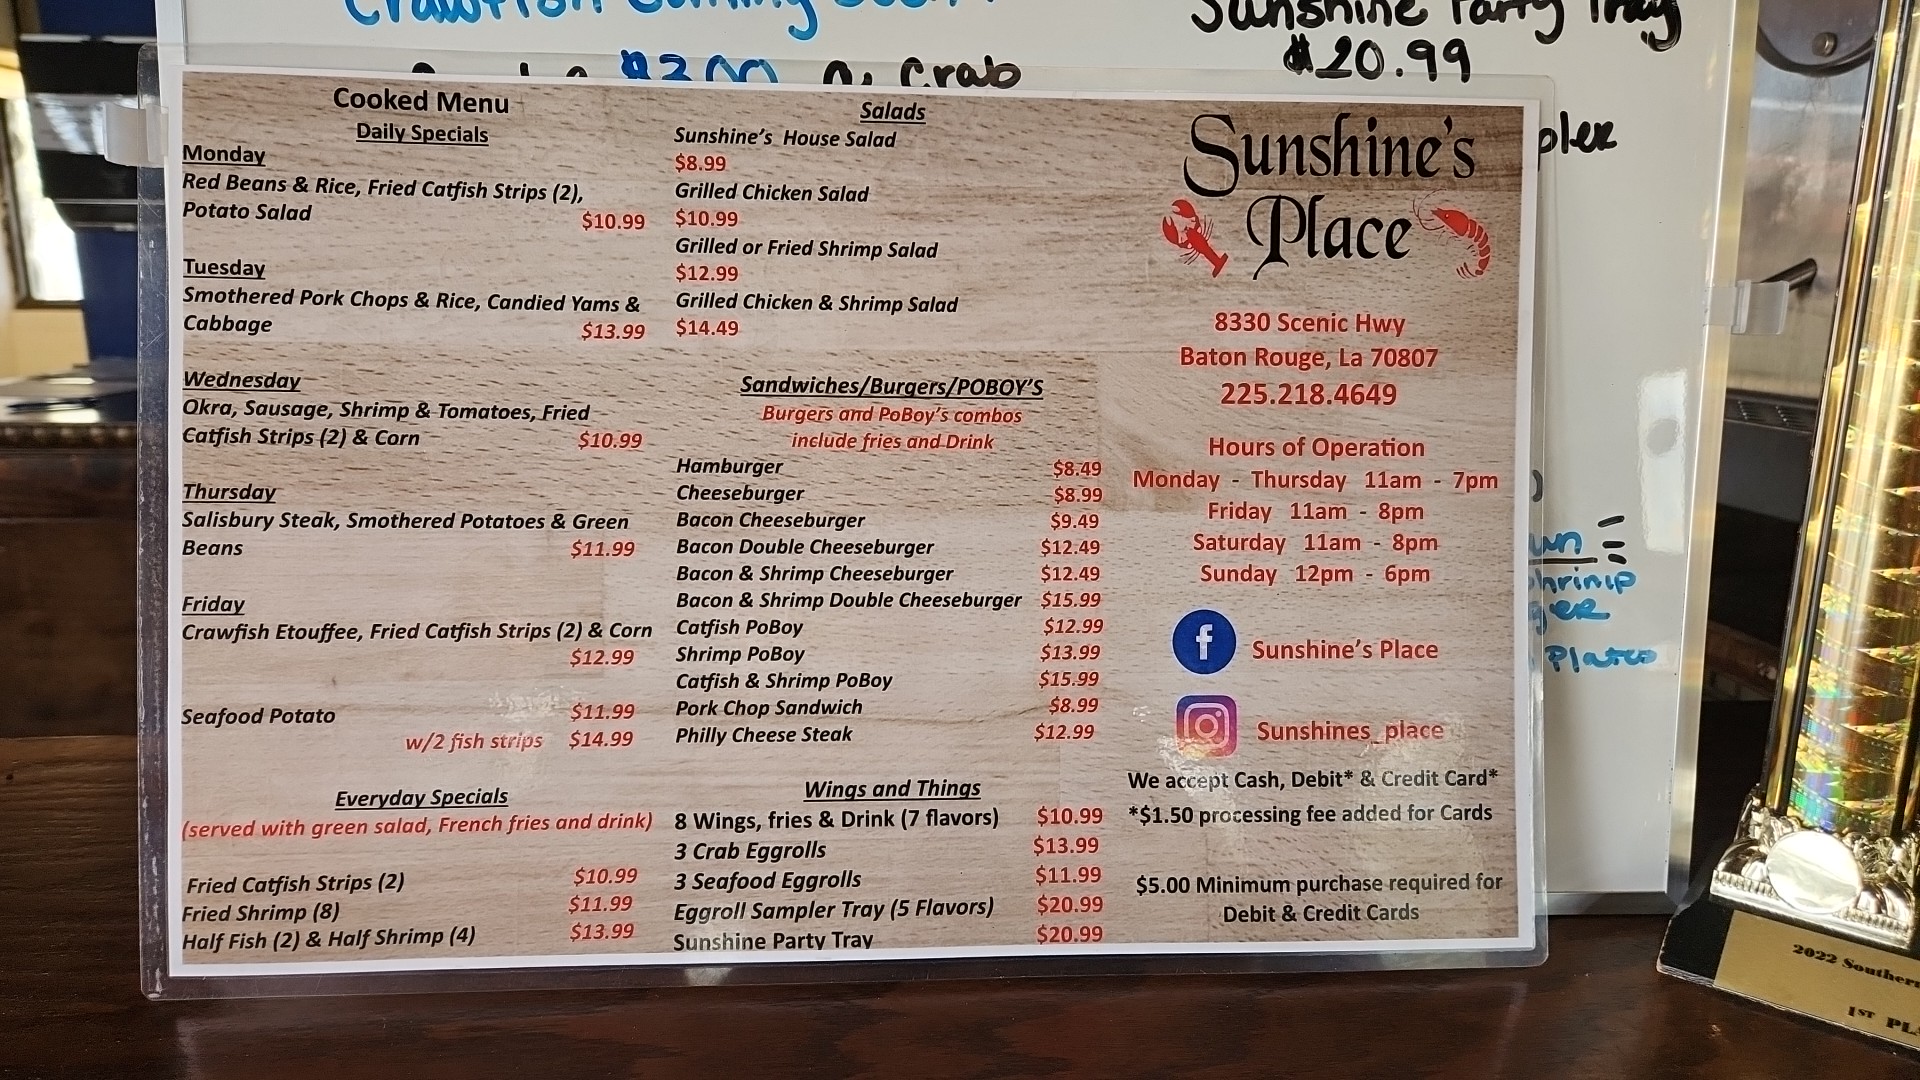 Crawfish Coming Soon!
Sunshine Party Tray
$20.99
$3.00
Crab
Cooked Menu
Daily Specials
Monday
Red Beans & Rice, Fried Catfish Strips (2),
Potato Salad $10.99
Tuesday
Smothered Pork Chops & Rice, Candied Yams &
Cabbage $13.99
Wednesday
Okra, Sausage, Shrimp & Tomatoes, Fried
Catfish Strips (2) & Corn $10.99
Thursday
Salisbury Steak, Smothered Potatoes & Green
Beans $11.99
Friday
Crawfish Etouffee, Fried Catfish Strips (2) & Corn
$12.99
Seafood Potato $11.99
w/2 fish strips $14.99
Everyday Specials
(served with green salad, French fries and drink)
Fried Catfish Strips (2) $10.99
Fried Shrimp (8) $11.99
Half Fish (2) & Half Shrimp (4) $13.99
Salads
Sunshine's House Salad
$8.99
Grilled Chicken Salad
$10.99
Grilled or Fried Shrimp Salad
$12.99
Grilled Chicken & Shrimp Salad
$14.49
Sandwiches/Burgers/POBOY'S
Burgers and PoBoy's combos
include fries and Drink
Hamburger $8.49
Cheeseburger $8.99
Bacon Cheeseburger $9.49
Bacon Double Cheeseburger $12.49
Bacon & Shrimp Cheeseburger $12.49
Bacon & Shrimp Double Cheeseburger $15.99
Catfish PoBoy $12.99
Shrimp PoBoy $13.99
Catfish & Shrimp PoBoy $15.99
Pork Chop Sandwich $8.99
Philly Cheese Steak $12.99
Wings and Things
8 Wings, fries & Drink (7 flavors) $10.99
3 Crab Eggrolls $13.99
3 Seafood Eggrolls $11.99
Eggroll Sampler Tray (5 Flavors) $20.99
Sunshine Party Tray $20.99
Sunshine's
Place
8330 Scenic Hwy
Baton Rouge, La 70807
225.218.4649
Hours of Operation
Monday - Thursday 11am - 7pm
Friday 11am - 8pm
Saturday 11am - 8pm
Sunday 12pm - 6pm
f Sunshine's Place
Sunshines_place
We accept Cash, Debit* & Credit Card*
*$1.50 processing fee added for Cards
$5.00 Minimum purchase required for
Debit & Credit Cards
Plates
2022 Southern
1ST